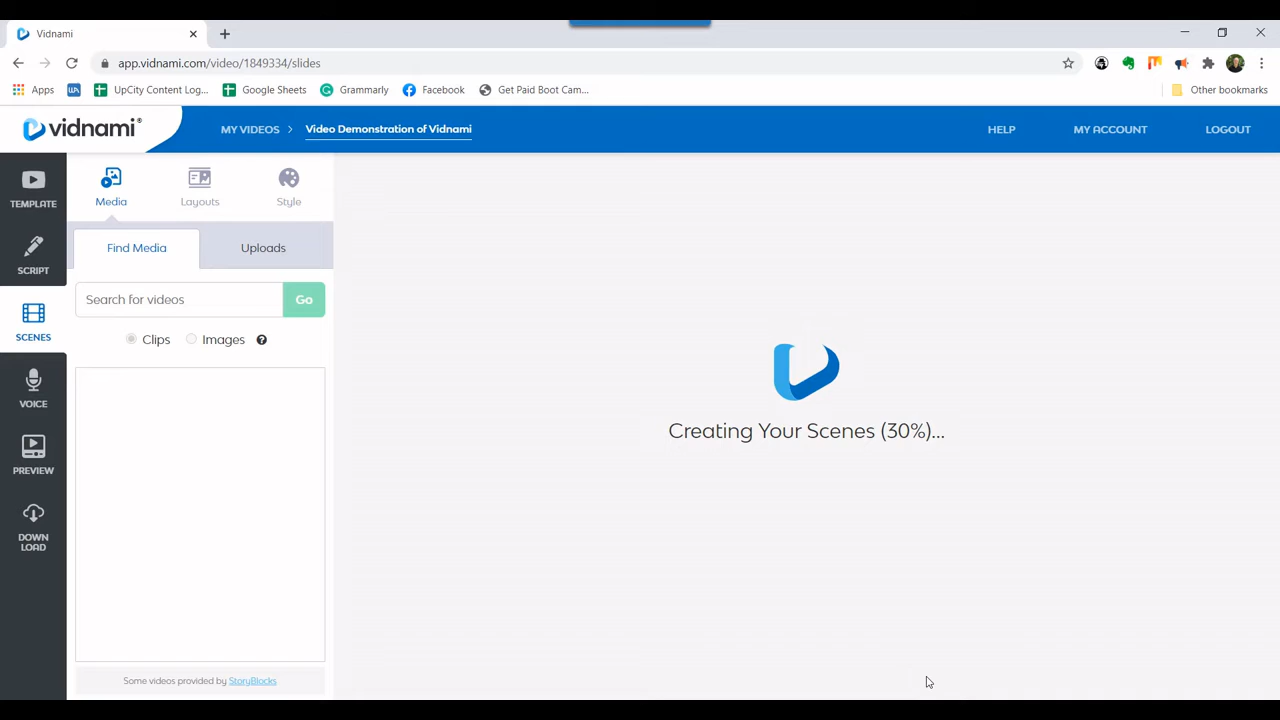 Vidnami
app.vidnami.com/video/1849334/slides
Apps
UpCity Content Log...
Google Sheets
Grammarly
Facebook
Get Paid Boot Cam...
Other bookmarks
vidnami®
MY VIDEOS
Video Demonstration of Vidnami
HELP
MY ACCOUNT
LOGOUT
TEMPLATE
SCRIPT
SCENES
VOICE
PREVIEW
DOWN
LOAD
Media
Layouts
Style
Find Media
Uploads
Search for videos
Go
Clips
Images
?
Creating Your Scenes (30%)...
Some videos provided by StoryBlocks